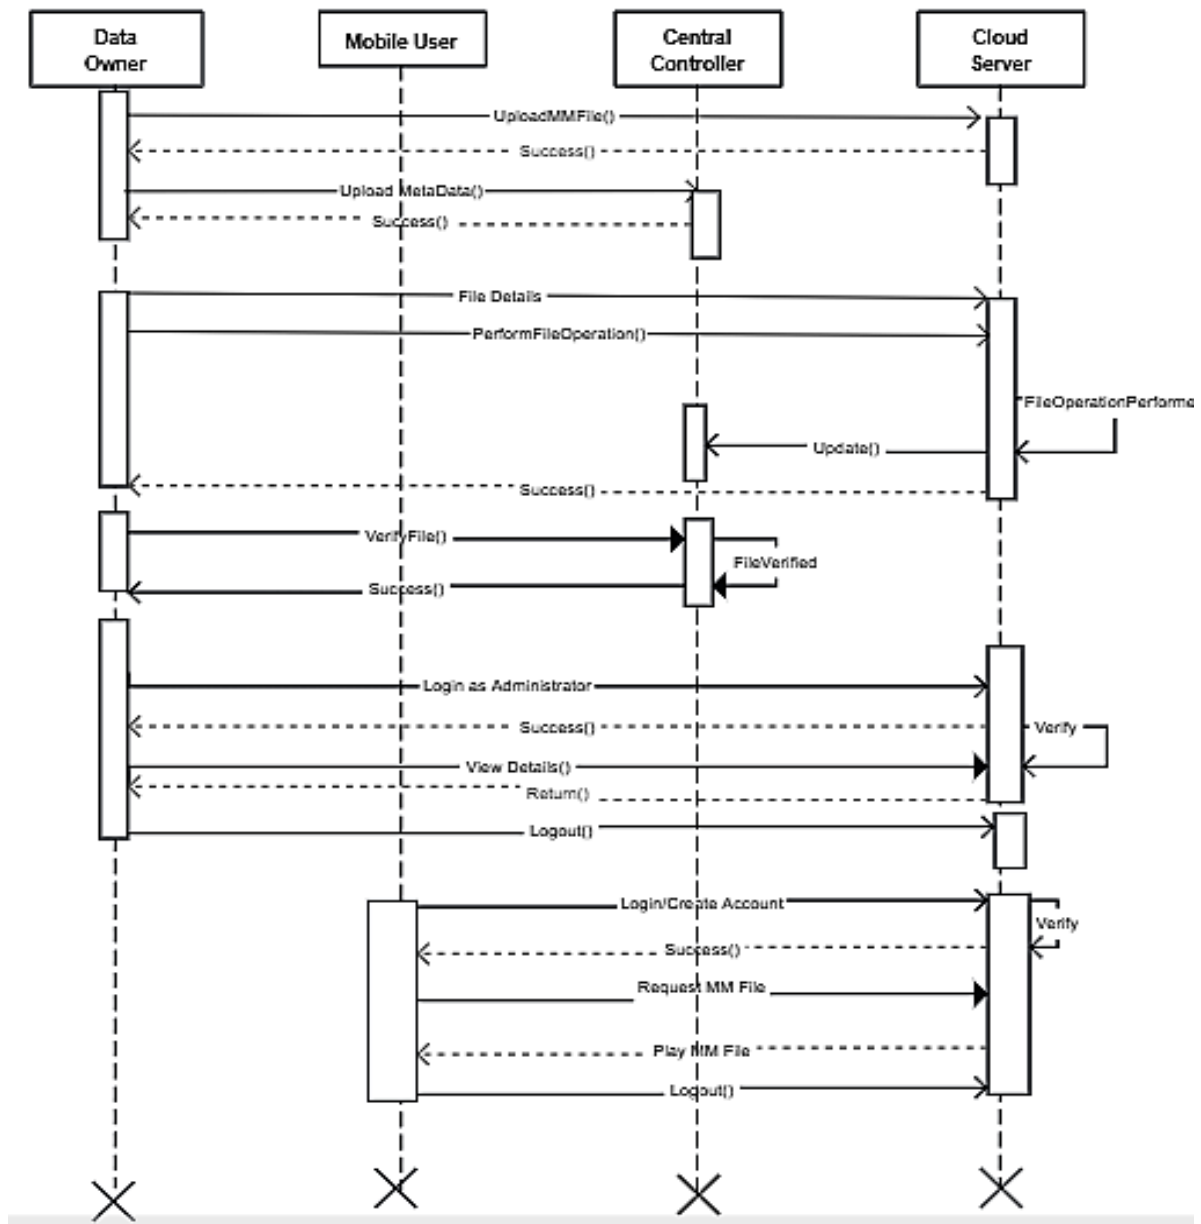 Data
Owner
Mobile User
Central
Controller
Cloud
Server
UploadMMFile()
Success()
Upload MetaData()
Success()
File Details
PerformFileOperation()
FileOperationPerforme
Update()
Success()
VerifyFile()
FileVerified
Success()
Login as Administrator
Success()
Verify
View Details()
Return()
Logout()
Login/Create Account
Verify
Success()
Request MM File
Play MM File
Logout()